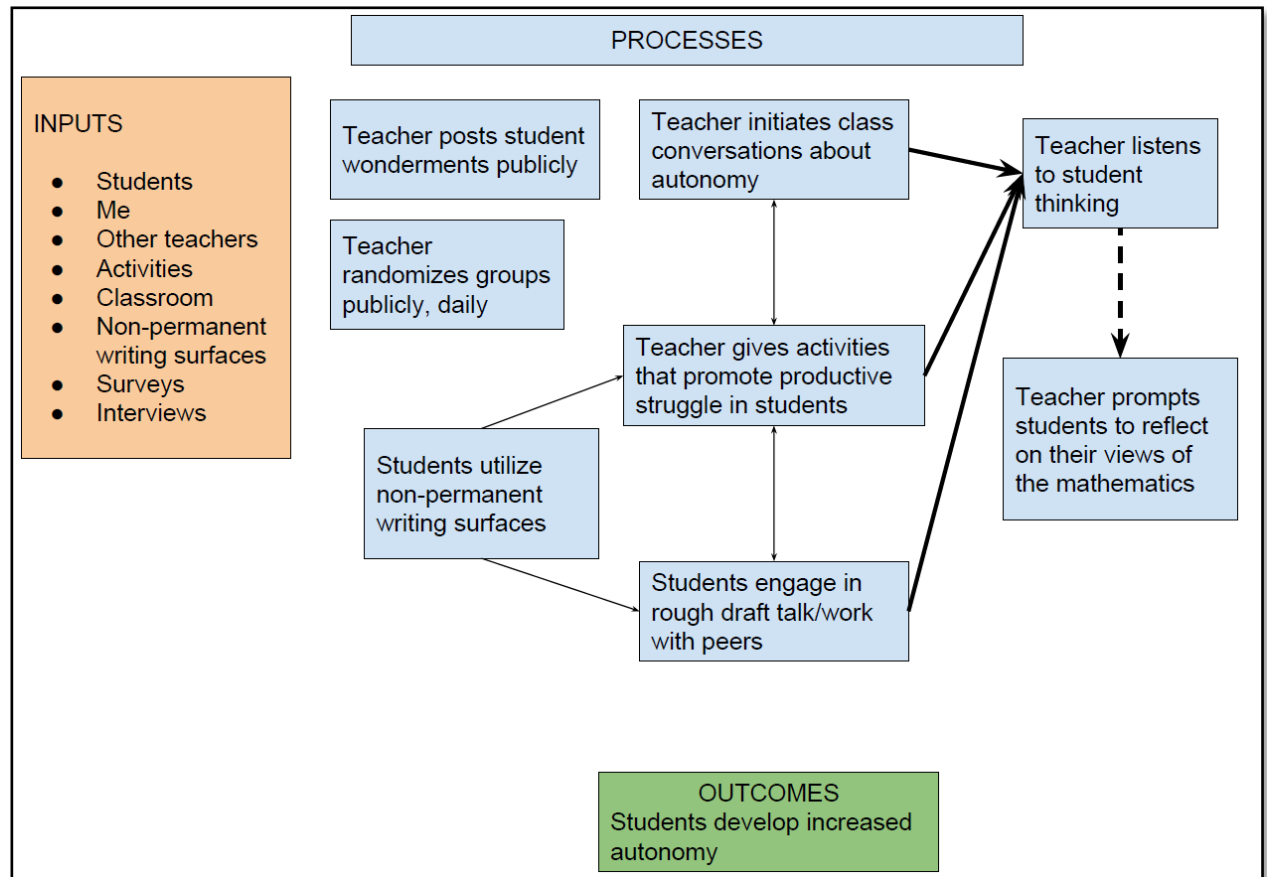 PROCESSES
INPUTS
● Students
● Me
● Other teachers
● Activities
● Classroom
● Non-permanent
writing surfaces
● Surveys
● Interviews
Teacher posts student
wonderments publicly
Teacher
randomizes groups
publicly, daily
Students utilize
non-permanent
writing surfaces
Teacher initiates class
conversations about
autonomy
Teacher gives activities
that promote productive
struggle in students
Students engage in
rough draft talk/work
with peers
Teacher listens
to student
thinking
Teacher prompts
students to reflect
on their views of
the mathematics
OUTCOMES
Students develop increased
autonomy